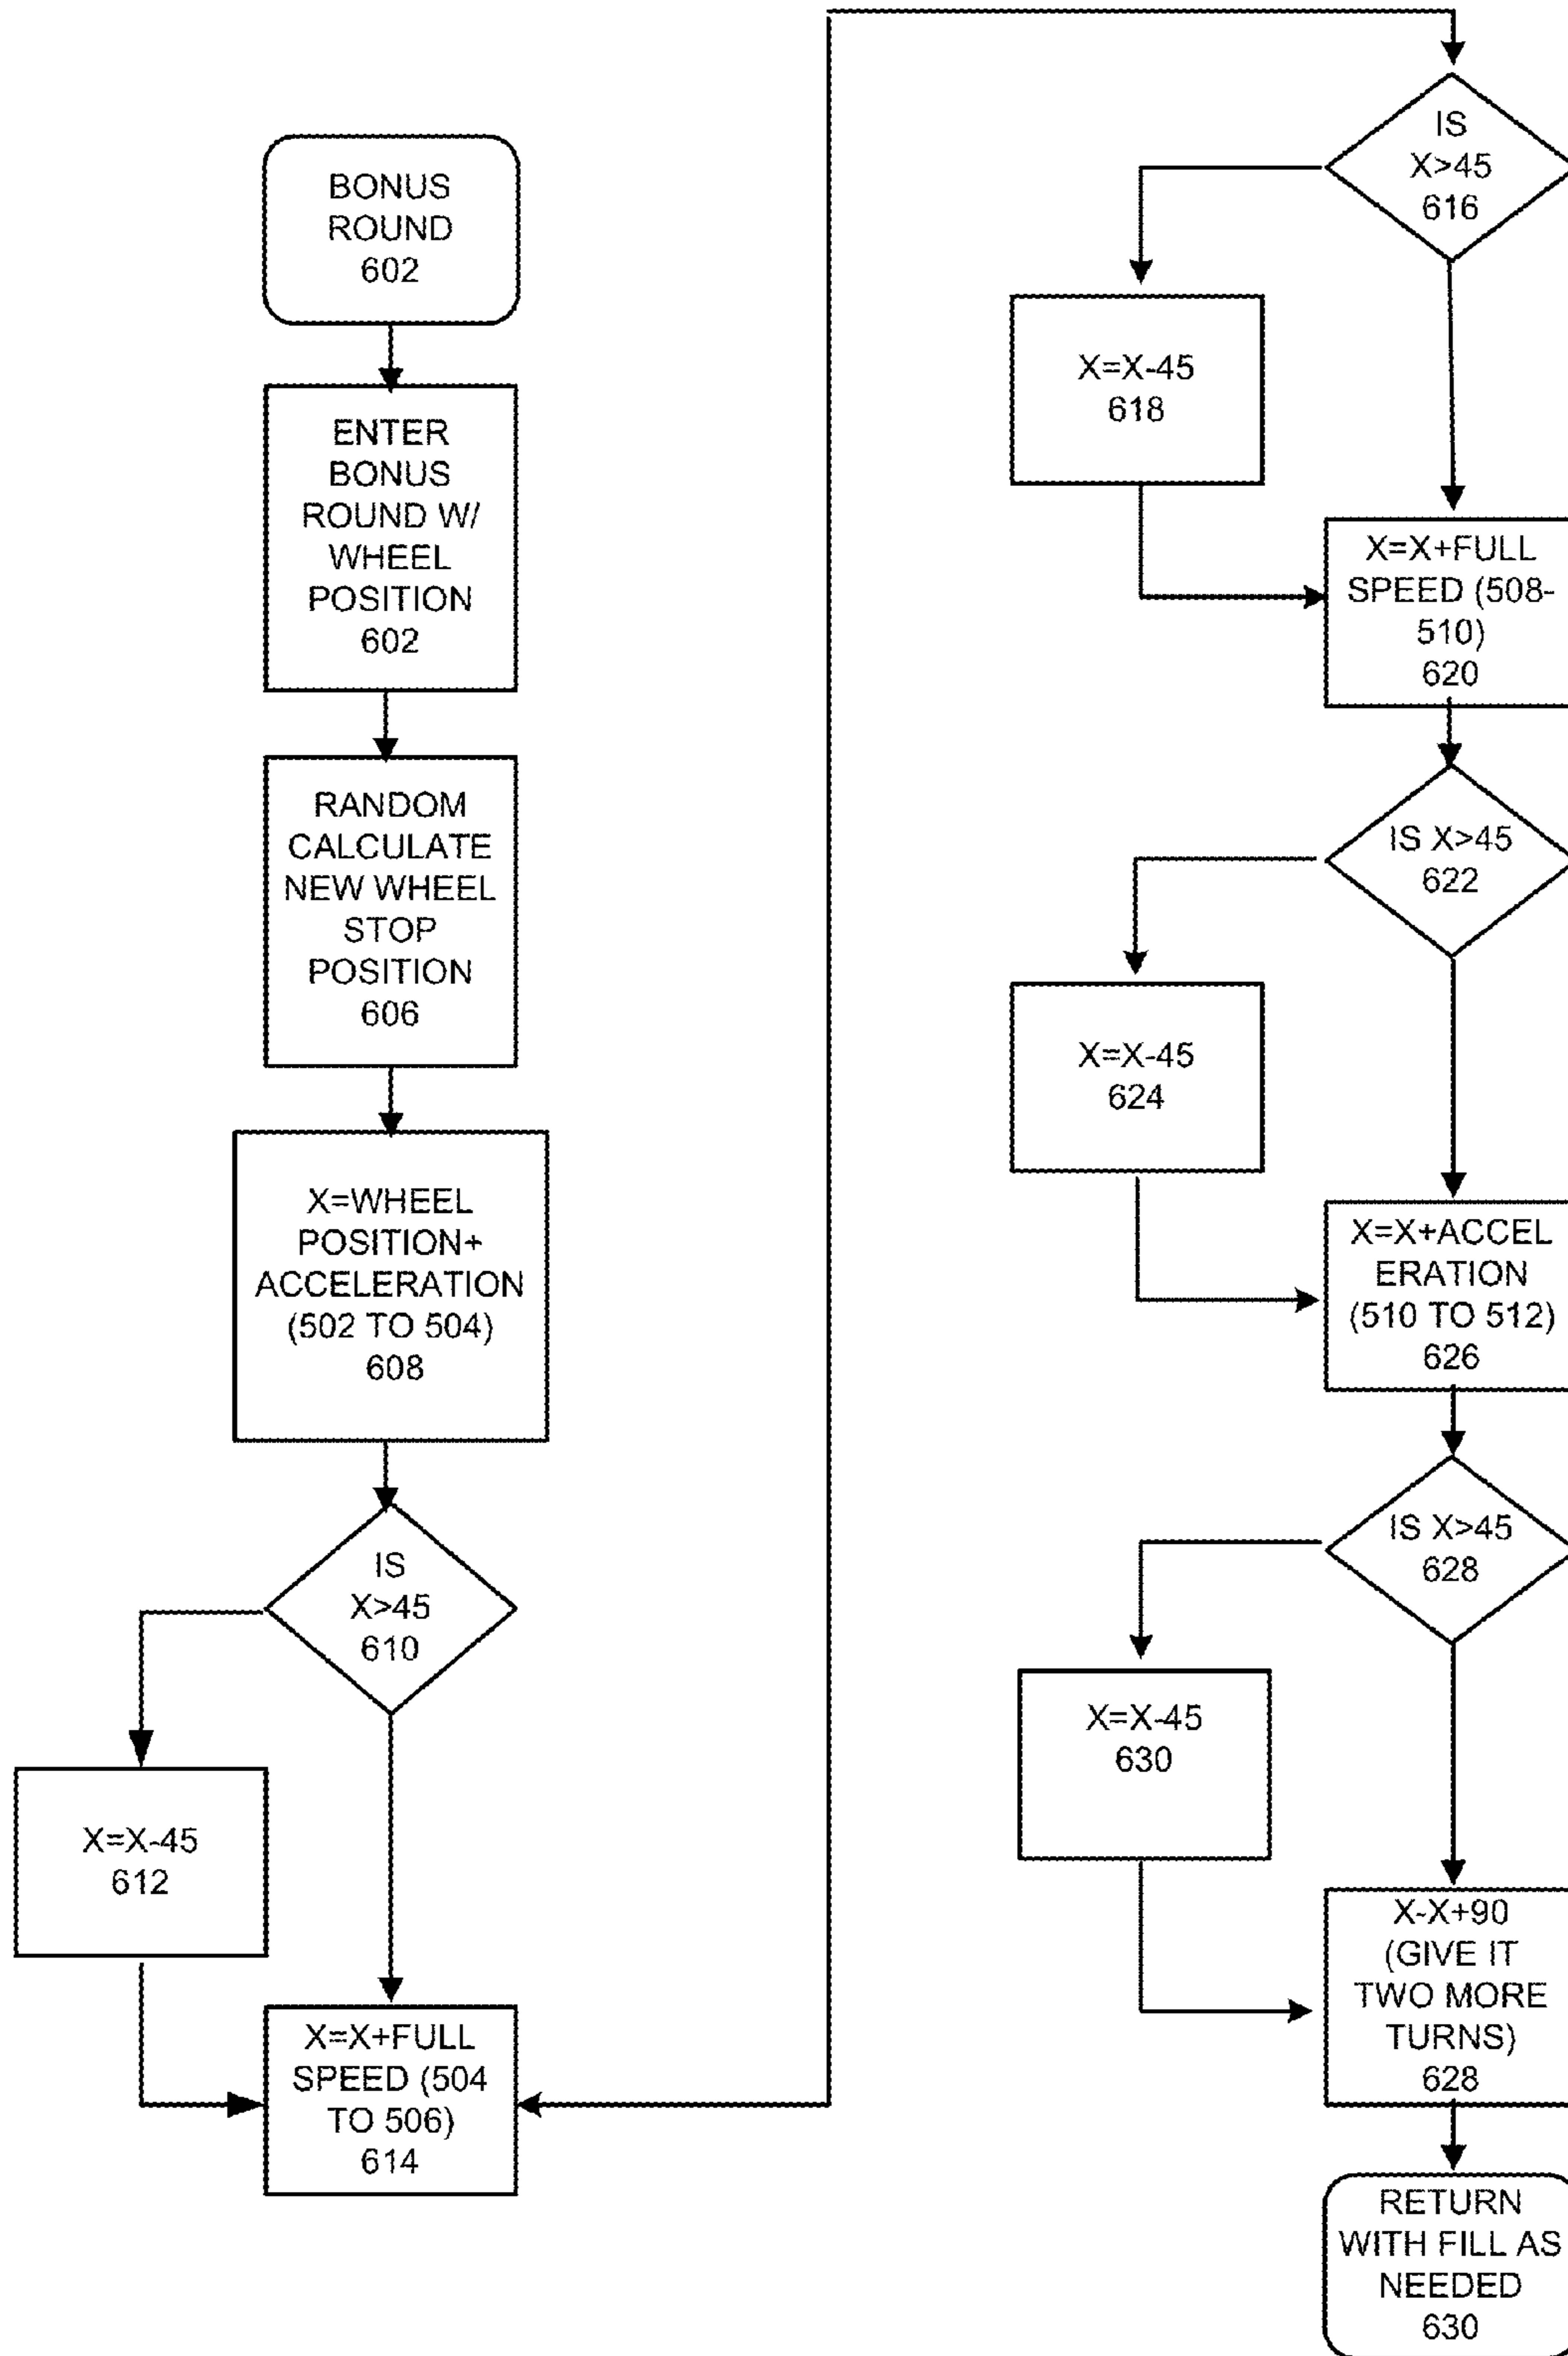 BONUS
ROUND
602
ENTER
BONUS
ROUND W/
WHEEL
POSITION
602
RANDOM
CALCULATE
NEW WHEEL
STOP
POSITION
606
X=WHEEL
POSITION+
ACCELERATION
(502 TO 504)
608
IS
X>45
610
X=X-45
612
X=X+FULL
SPEED (504
TO 506)
614
IS
X>45
616
X=X-45
618
X=X+FULL
SPEED (508-
510)
620
IS X>45
622
X=X-45
624
X=X+ACCEL
ERATION
(510 TO 512)
626
IS X>45
628
X=X-45
630
X-X+90
(GIVE IT
TWO MORE
TURNS)
628
RETURN
WITH FILL AS
NEEDED
630